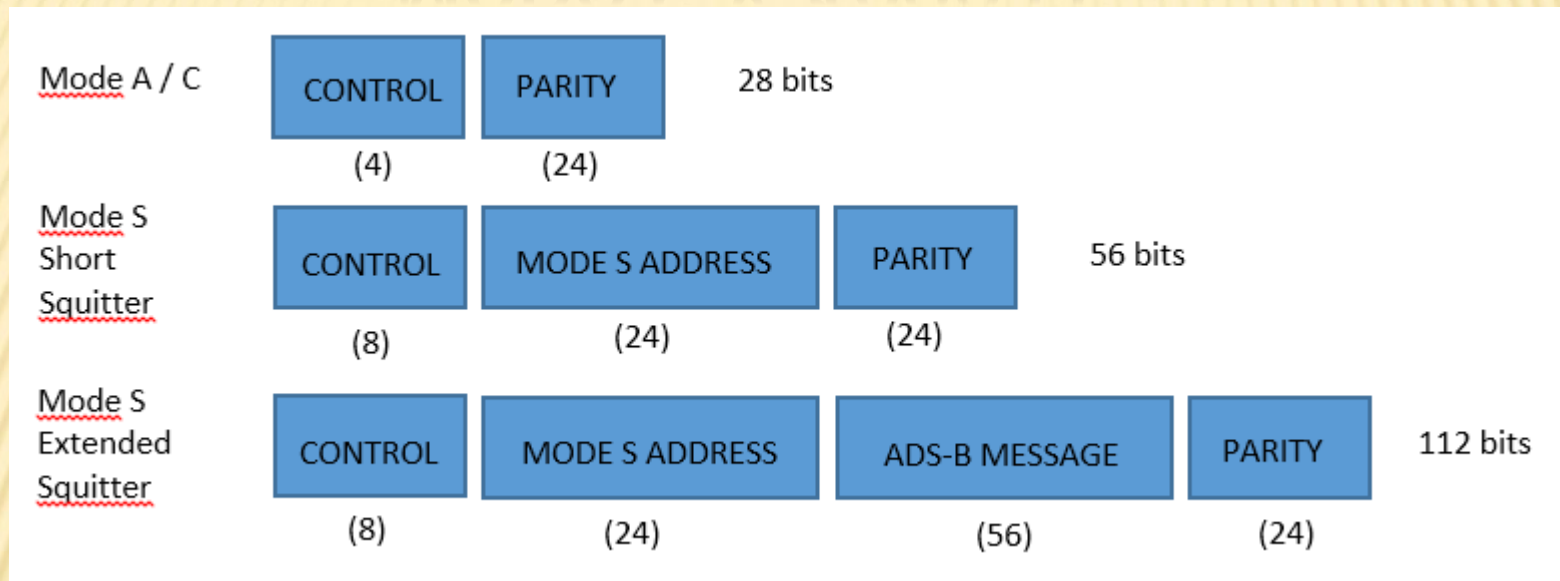 Mode A / C
CONTROL PARITY 28 bits
(4) (24)
Mode S
Short
Squitter
CONTROL MODE S ADDRESS PARITY 56 bits
(8) (24) (24)
Mode S
Extended
Squitter
CONTROL MODE S ADDRESS ADS-B MESSAGE PARITY 112 bits
(8) (24) (56) (24)